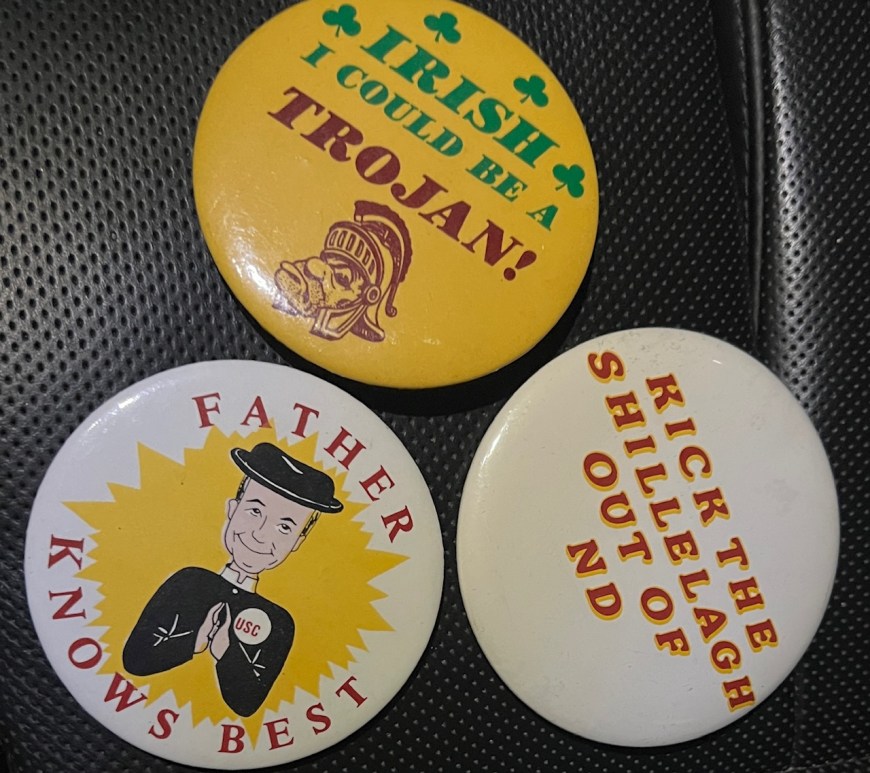 IRISH
I COULD BE A
TROJAN!
FATHER
KNOWS BEST
USC
KICK THE
SHILLELAGH
OUT OF
ND